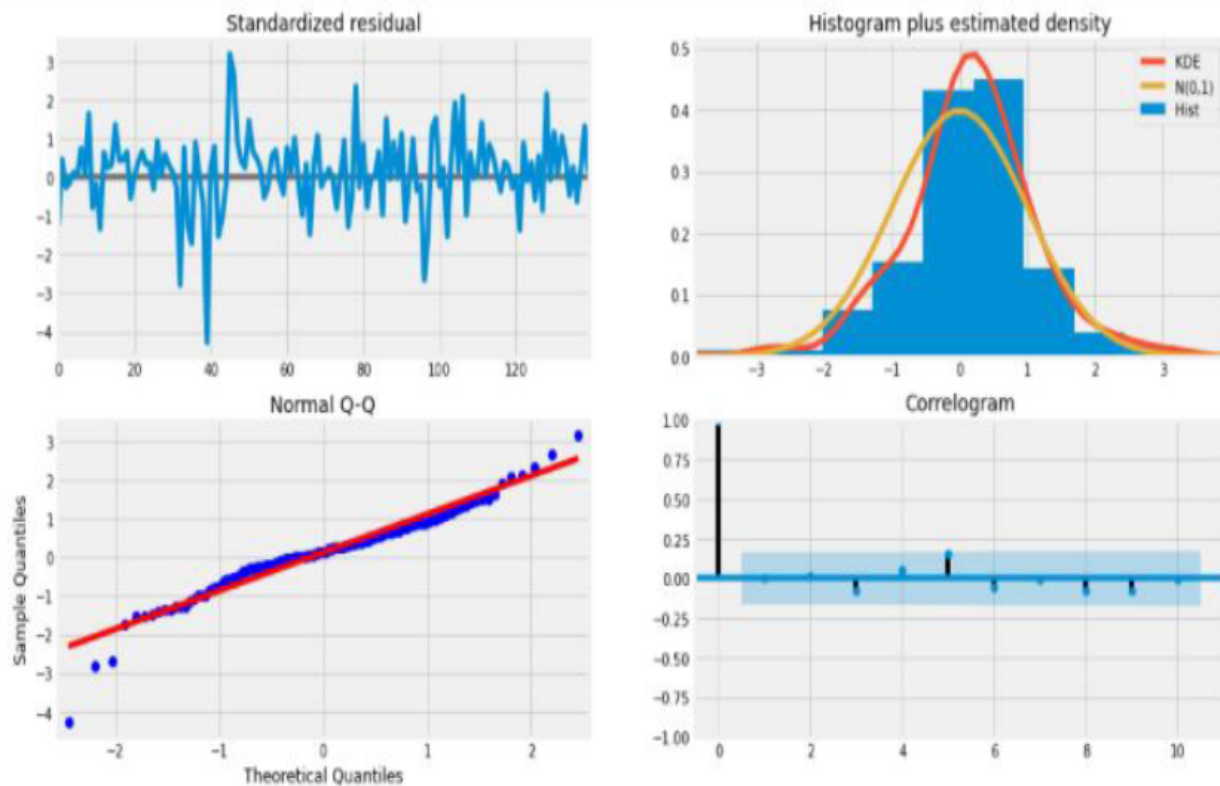 Standardized residual
3
2
1
0
−1
−2
−3
−4
0 20 40 60 80 100 120
Histogram plus estimated density
KDE
N(0,1)
Hist
0.5
0.4
0.3
0.2
0.1
0.0
−3 −2 −1 0 1 2 3
Normal Q-Q
Sample Quantiles
3
2
1
0
−1
−2
−3
−4
−2 −1 0 1 2
Theoretical Quantiles
Correlogram
1.00
0.75
0.50
0.25
0.00
−0.25
−0.50
−0.75
−1.00
0 2 4 6 8 10